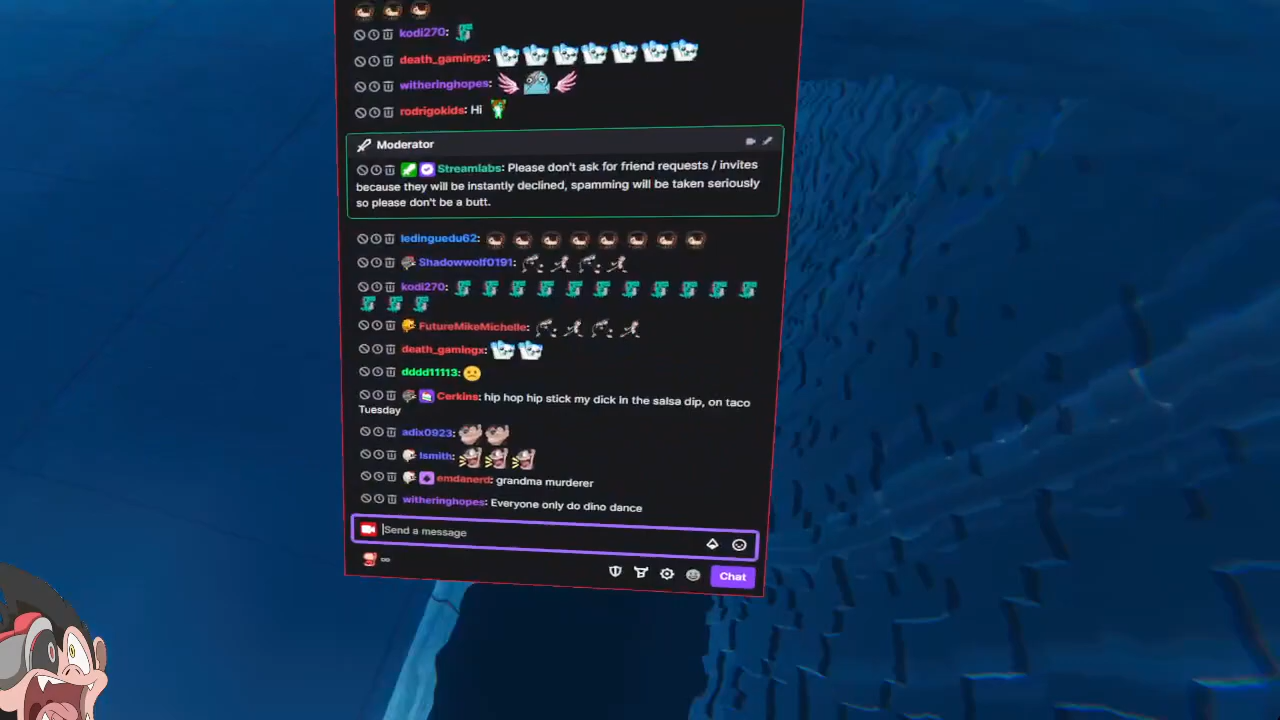 kodi270:
death_gamingx:
witheringhopes:
rodrigokids: Hi
Moderator
Streamlabs: Please don't ask for friend requests / invites
because they will be instantly declined, spamming will be taken seriously
so please don't be a butt.
ledinguedu62:
Shadowwolf0191:
kodi270:
FutureMikeMichelle:
death_gamingx:
dddd11113:
Cerkins: hip hop hip stick my dick in the salsa dip, on taco
Tuesday
adix0923:
Ismith:
emdanerd: grandma murderer
witheringhopes: Everyone only do dino dance
Send a message
Chat